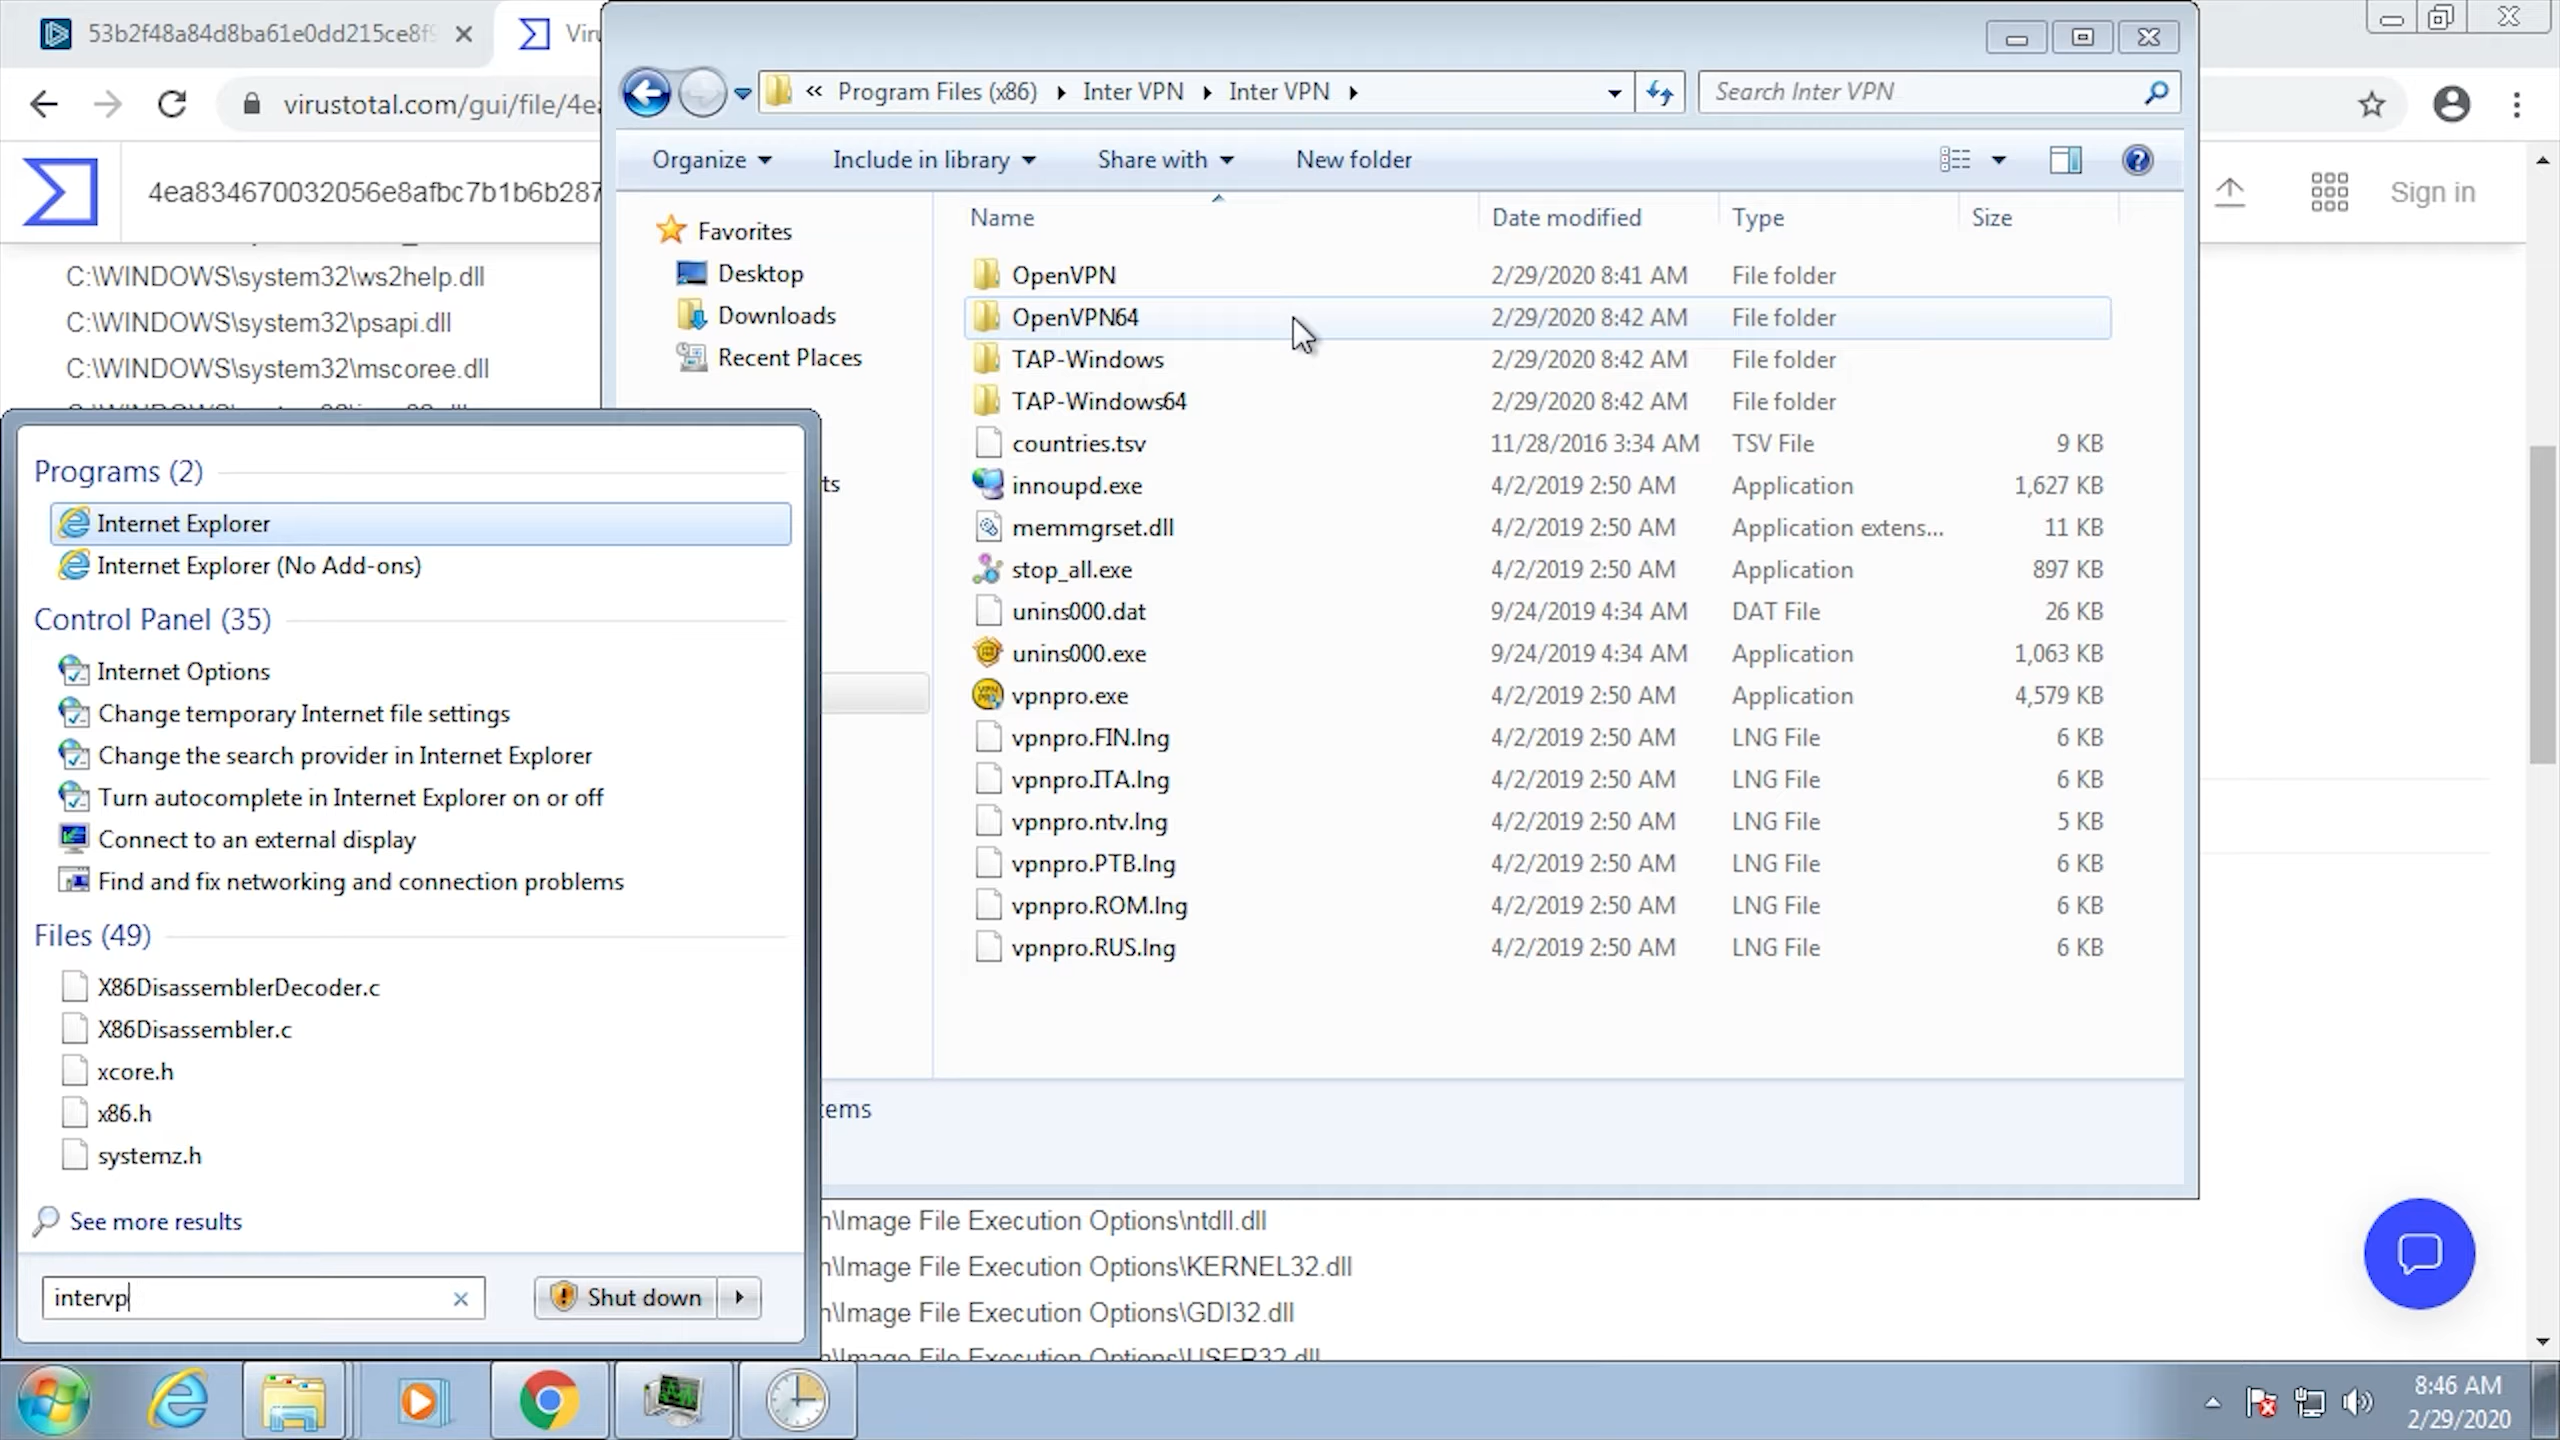 53b2f48a84d8ba61e0dd215ce8f9
virustotal.com/gui/file/4ea
4ea834670032056e8afbc7b1b6b287
Sign in
C:\WINDOWS\system32\ws2help.dll
C:\WINDOWS\system32\psapi.dll
C:\WINDOWS\system32\mscoree.dll
« Program Files (x86) Inter VPN Inter VPN
Search Inter VPN
Organize Include in library Share with New folder
Favorites
Desktop
Downloads
Recent Places
Name Date modified Type Size
OpenVPN 2/29/2020 8:41 AM File folder
OpenVPN64 2/29/2020 8:42 AM File folder
TAP-Windows 2/29/2020 8:42 AM File folder
TAP-Windows64 2/29/2020 8:42 AM File folder
countries.tsv 11/28/2016 3:34 AM TSV File 9 KB
innoupd.exe 4/2/2019 2:50 AM Application 1,627 KB
memmgrset.dll 4/2/2019 2:50 AM Application extens... 11 KB
stop_all.exe 4/2/2019 2:50 AM Application 897 KB
unins000.dat 9/24/2019 4:34 AM DAT File 26 KB
unins000.exe 9/24/2019 4:34 AM Application 1,063 KB
vpnpro.exe 4/2/2019 2:50 AM Application 4,579 KB
vpnpro.FIN.lng 4/2/2019 2:50 AM LNG File 6 KB
vpnpro.ITA.lng 4/2/2019 2:50 AM LNG File 6 KB
vpnpro.ntv.lng 4/2/2019 2:50 AM LNG File 5 KB
vpnpro.PTB.lng 4/2/2019 2:50 AM LNG File 6 KB
vpnpro.ROM.lng 4/2/2019 2:50 AM LNG File 6 KB
vpnpro.RUS.lng 4/2/2019 2:50 AM LNG File 6 KB
ts
ems
Programs (2)
Internet Explorer
Internet Explorer (No Add-ons)
Control Panel (35)
Internet Options
Change temporary Internet file settings
Change the search provider in Internet Explorer
Turn autocomplete in Internet Explorer on or off
Connect to an external display
Find and fix networking and connection problems
Files (49)
X86DisassemblerDecoder.c
X86Disassembler.c
xcore.h
x86.h
systemz.h
See more results
intervp
Shut down
n\Image File Execution Options\ntdll.dll
n\Image File Execution Options\KERNEL32.dll
n\Image File Execution Options\GDI32.dll
n\Image File Execution Options\USER32.dll
8:46 AM
2/29/2020